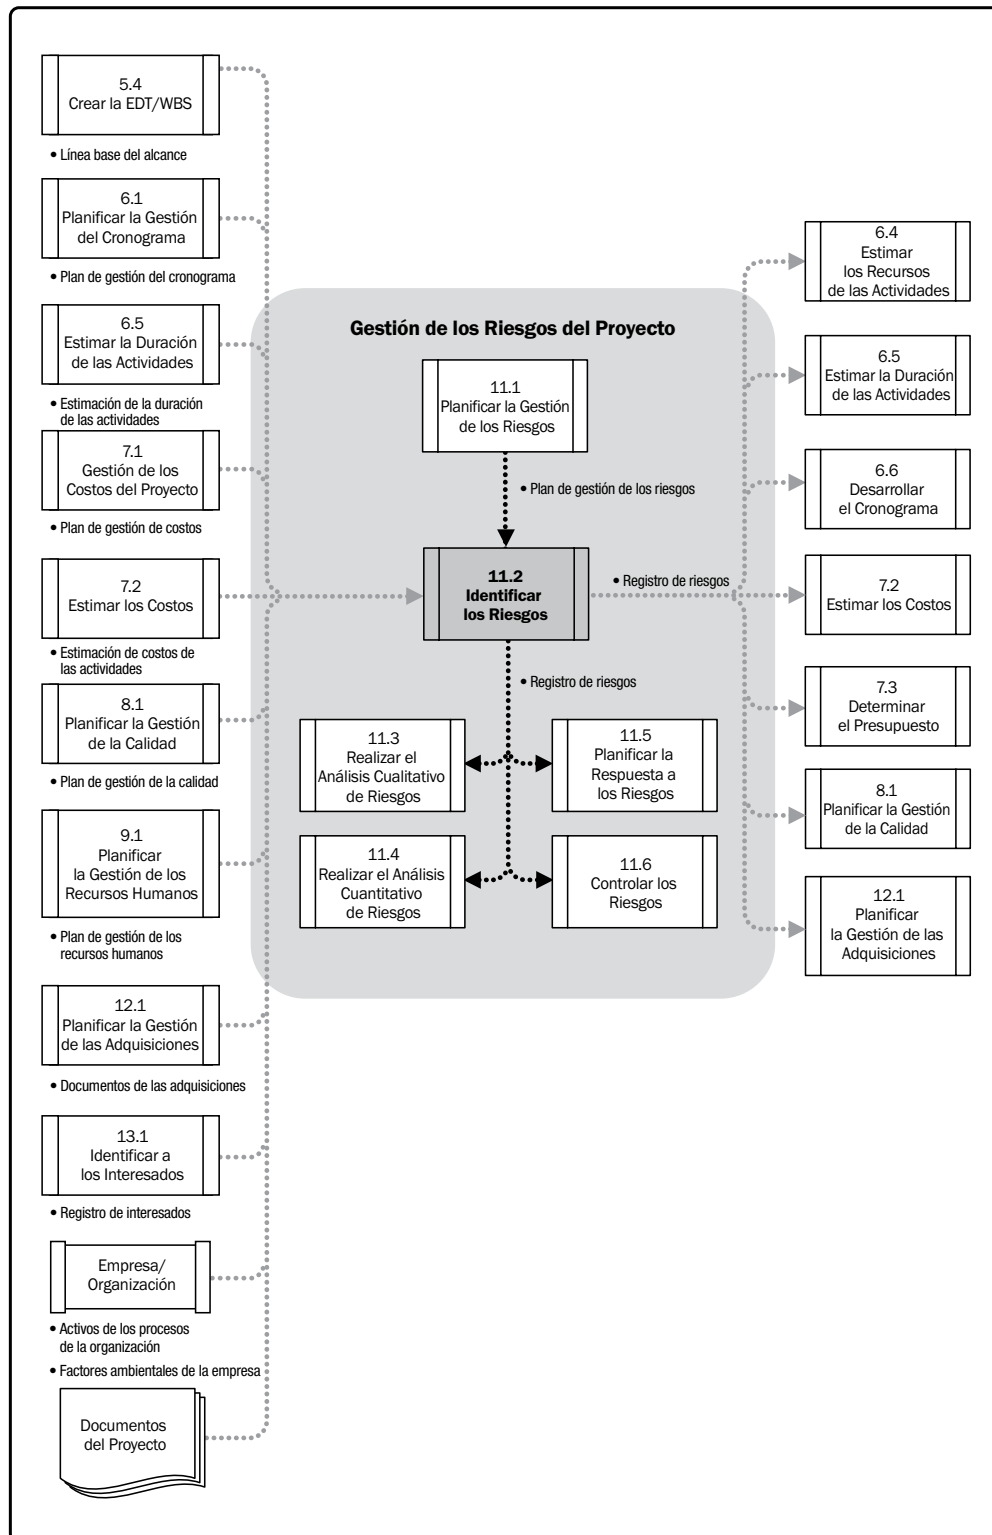 5.4
Crear la EDT/WBS
• Línea base del alcance
6.1
Planificar la Gestión
del Cronograma
• Plan de gestión del cronograma
6.5
Estimar la Duración
de las Actividades
• Estimación de la duración
de las actividades
7.1
Gestión de los
Costos del Proyecto
• Plan de gestión de costos
7.2
Estimar los Costos
• Estimación de costos de
las actividades
8.1
Planificar la Gestión
de la Calidad
• Plan de gestión de la calidad
9.1
Planificar
la Gestión de los
Recursos Humanos
• Plan de gestión de los
recursos humanos
12.1
Planificar la Gestión
de las Adquisiciones
• Documentos de las adquisiciones
13.1
Identificar a
los Interesados
• Registro de interesados
Empresa/
Organización
• Activos de los procesos
de la organización
• Factores ambientales de la empresa
Documentos
del Proyecto
Gestión de los Riesgos del Proyecto
11.1
Planificar la Gestión
de los Riesgos
• Plan de gestión de los riesgos
11.2
Identificar
los Riesgos
• Registro de riesgos
• Registro de riesgos
11.3
Realizar el
Análisis Cualitativo
de Riesgos
11.5
Planificar la
Respuesta a
los Riesgos
11.4
Realizar el Análisis
Cuantitativo
de Riesgos
11.6
Controlar los
Riesgos
6.4
Estimar
los Recursos
de las Actividades
6.5
Estimar la Duración
de las Actividades
6.6
Desarrollar
el Cronograma
7.2
Estimar los Costos
7.3
Determinar
el Presupuesto
8.1
Planificar la Gestión
de la Calidad
12.1
Planificar
la Gestión de las
Adquisiciones